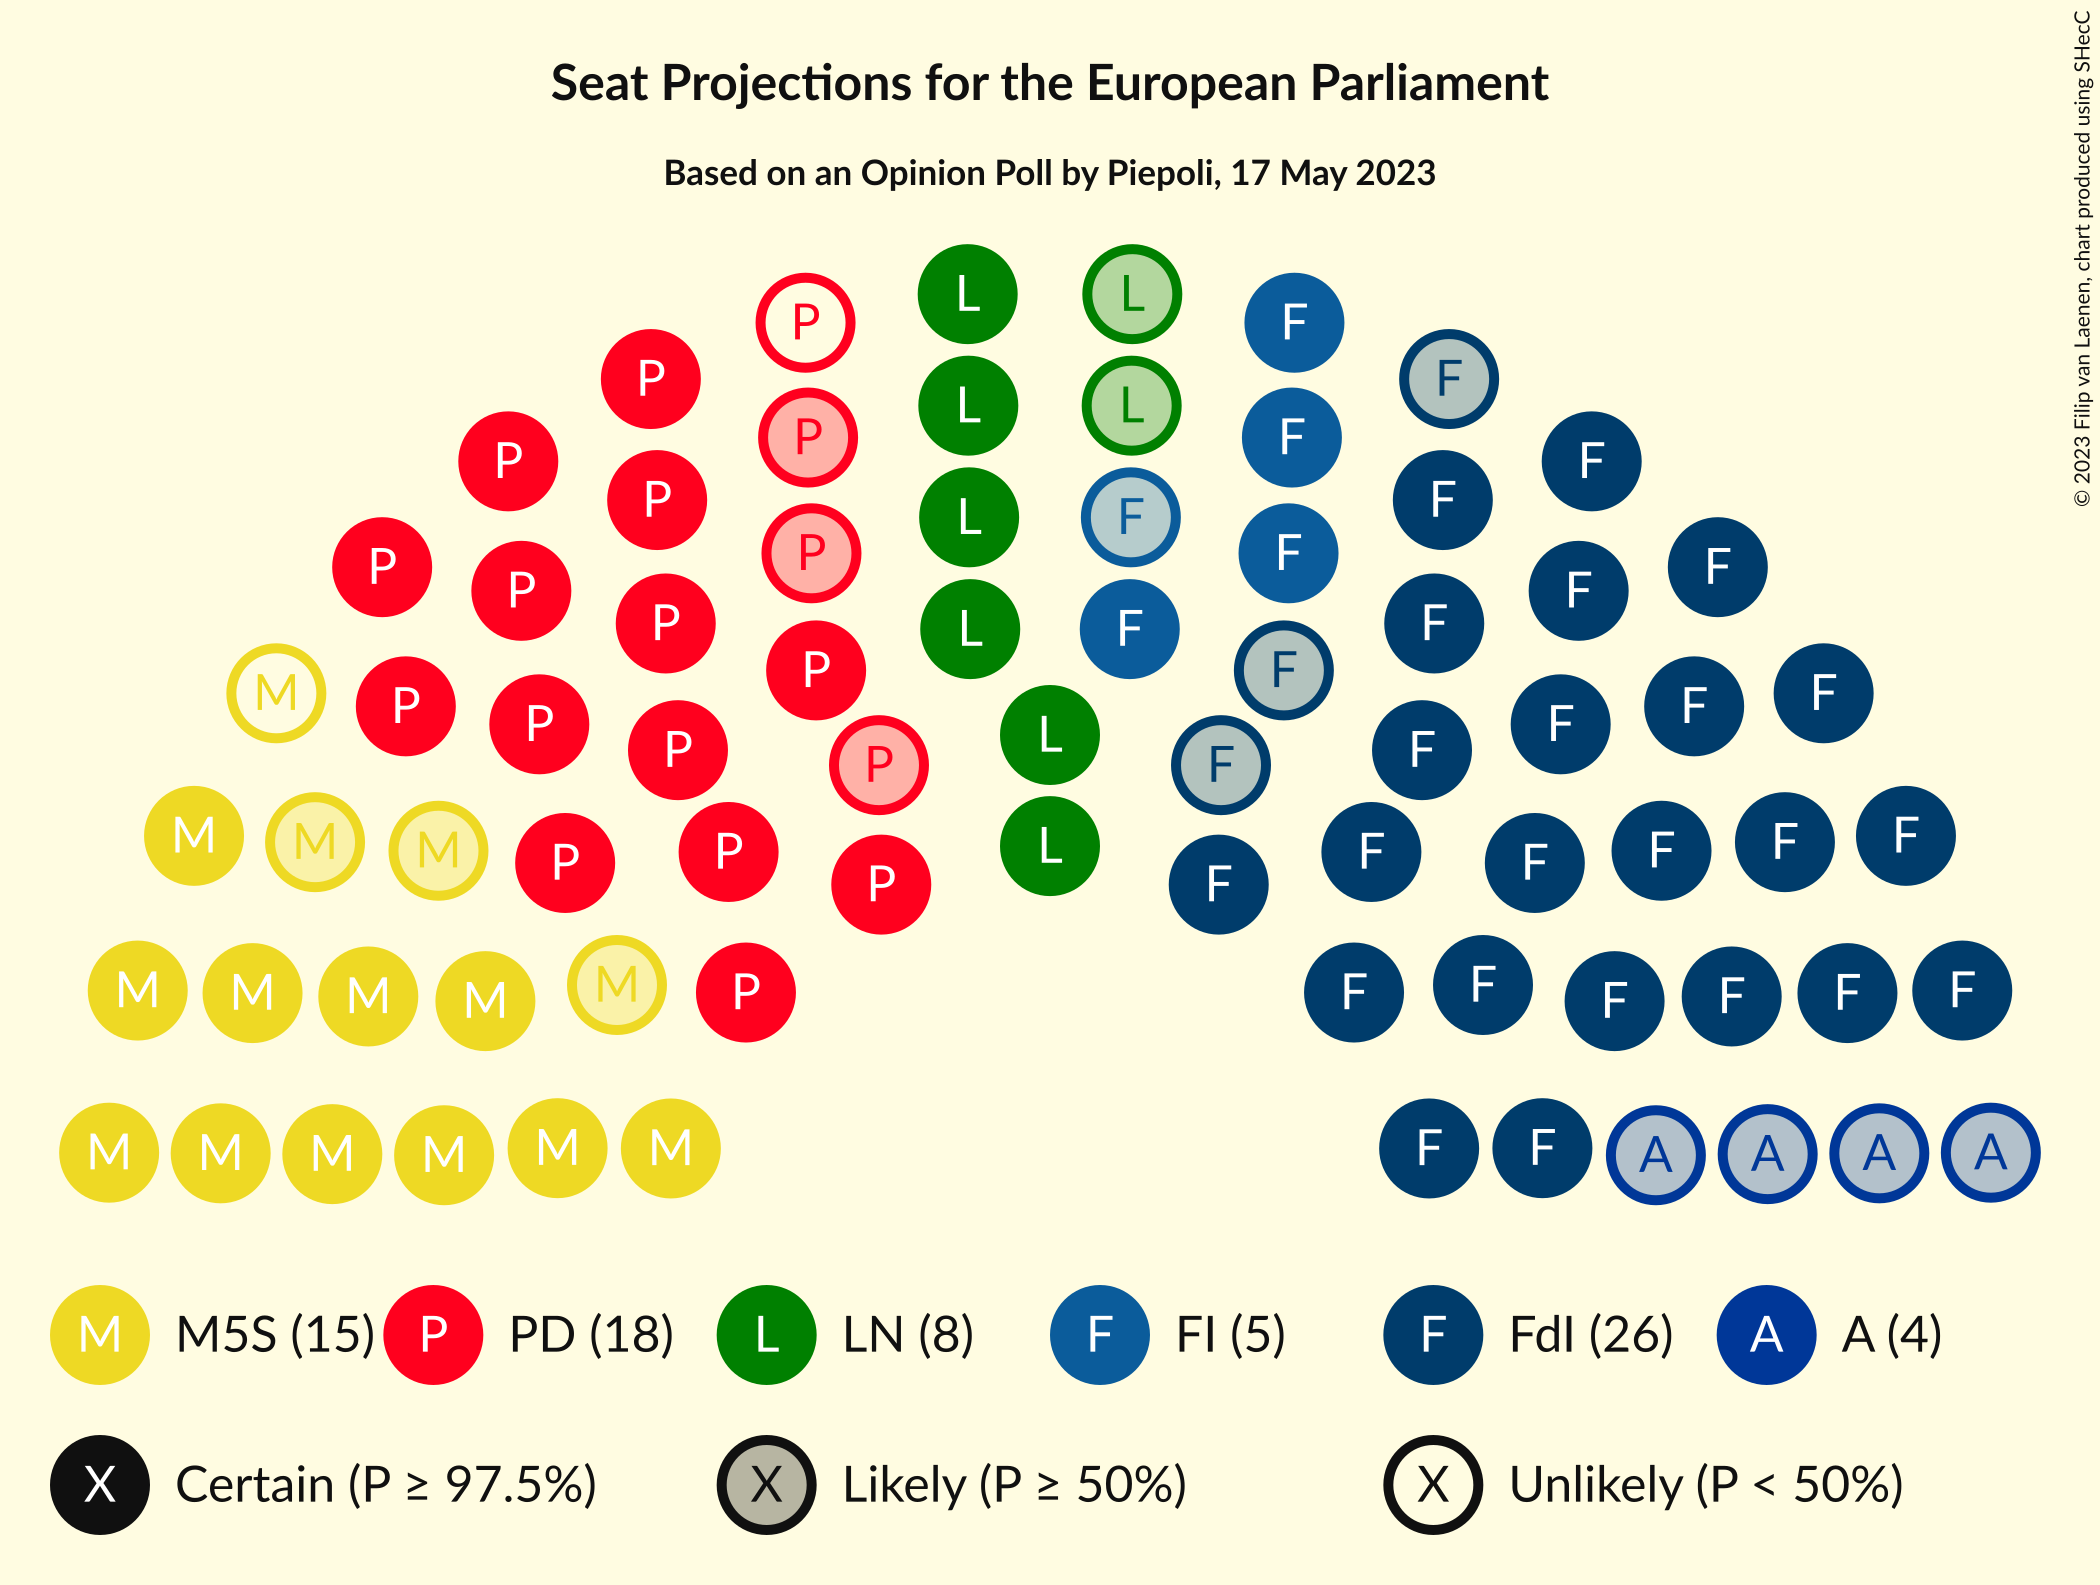 Seat Projections for the European Parliament
Based on an Opinion Poll by Piepoli, 17 May 2023
© 2023 Filip van Laenen, chart produced using SHecC
L L
P F
P F
L L
P P F F
P F
P F
L F
P P F F
P F
P F
L F
P F
M P P F F F
P F
L
P F
P F
M F
M M F F
L
P P F F
M F
P F
M M M M M P F F F F F F
M M M M M M F F A A A A
M M5S (15) P PD (18) L LN (8) F FI (5) F FdI (26) A A (4)
X Certain (P ≥ 97.5%) X Likely (P ≥ 50%) X Unlikely (P < 50%)